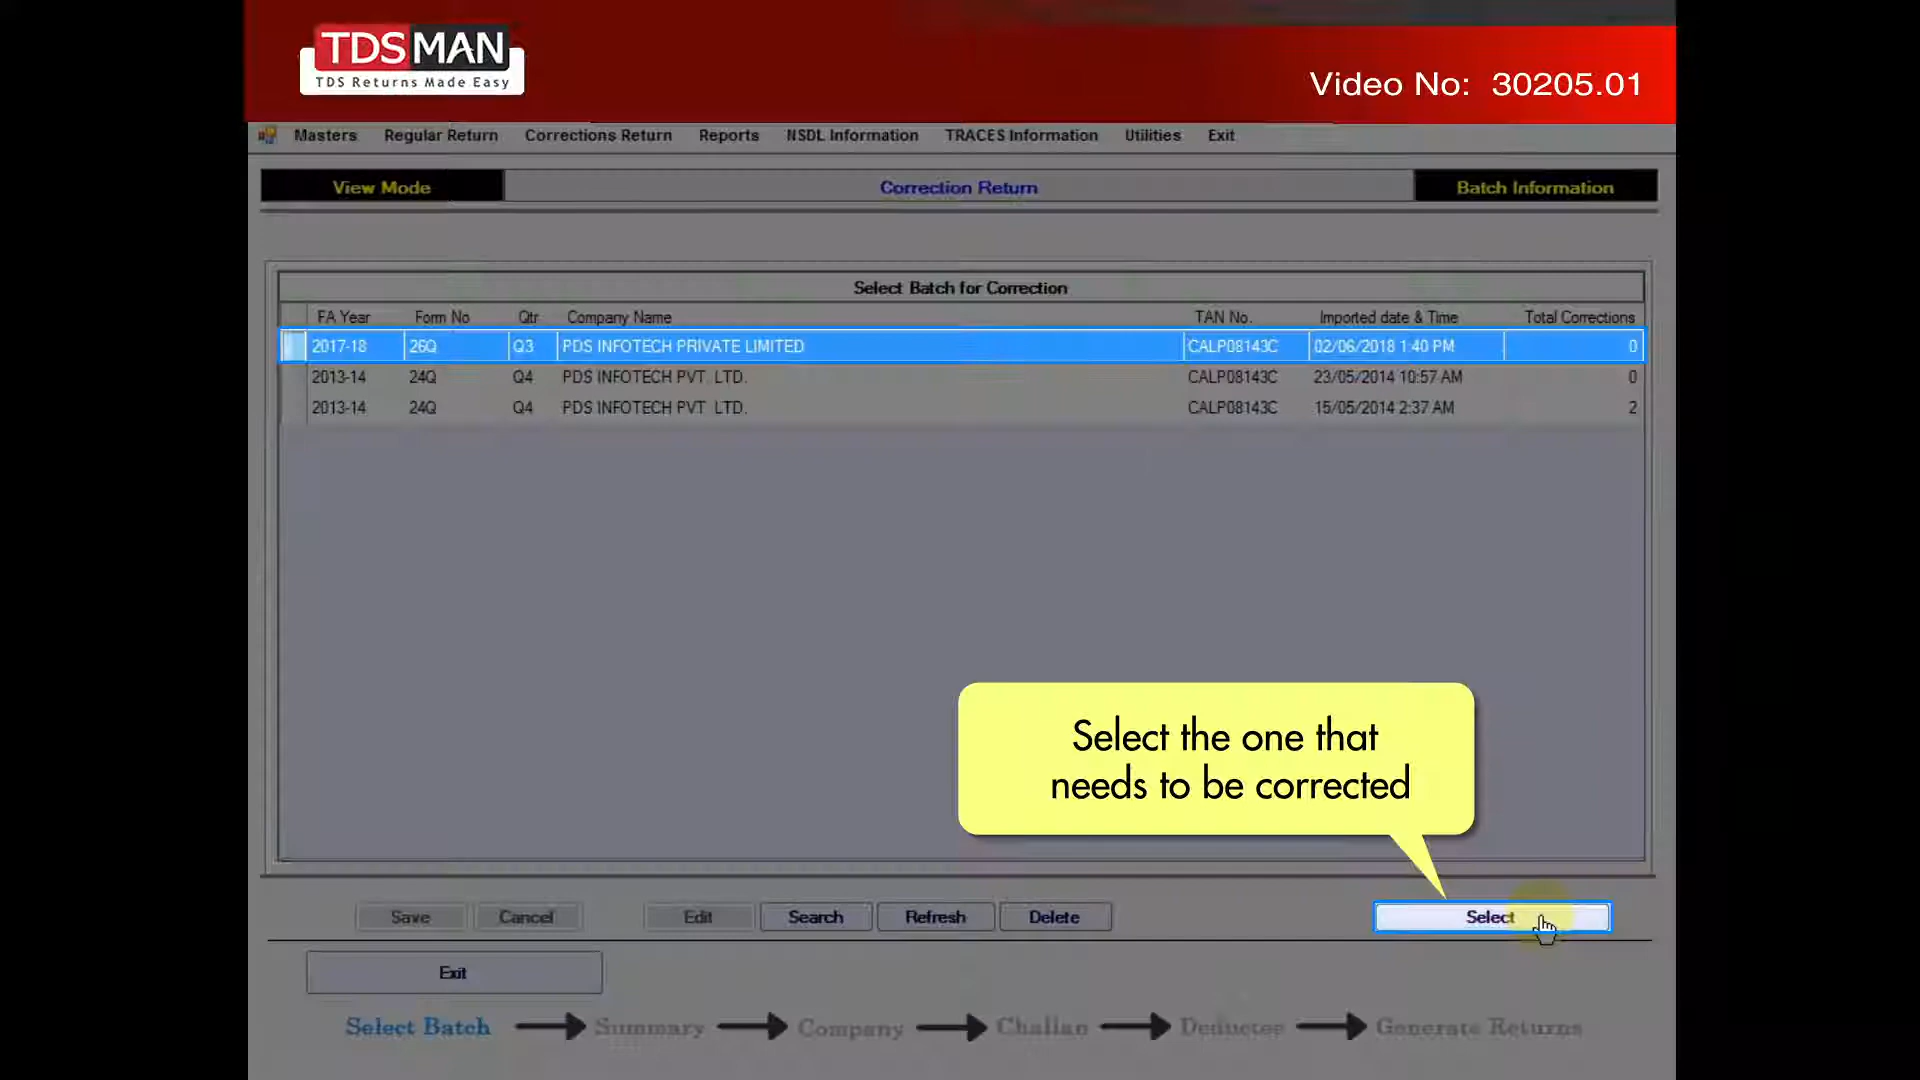 TDSMAN
TDS Returns Made Easy
Video No: 30205.01
Masters Regular Return Corrections Return Reports NSDL Information TRACES Information Utilities Exit
View Mode Correction Return Batch Information
Select Batch for Correction
FA Year Form No Qtr Company Name TAN No. Imported date & Time Total Corrections
2017-18 26Q Q3 PDS INFOTECH PRIVATE LIMITED CALP08143C 02/06/2018 1:40 PM 0
2013-14 24Q Q4 PDS INFOTECH PVT. LTD. CALP08143C 23/05/2014 10:57 AM 0
2013-14 24Q Q4 PDS INFOTECH PVT. LTD. CALP08143C 15/05/2014 2:37 AM 2
Select the one that
needs to be corrected
Save Cancel Edit Search Refresh Delete Select
Exit
Select Batch Summary Company Challan Deductee Generate Returns